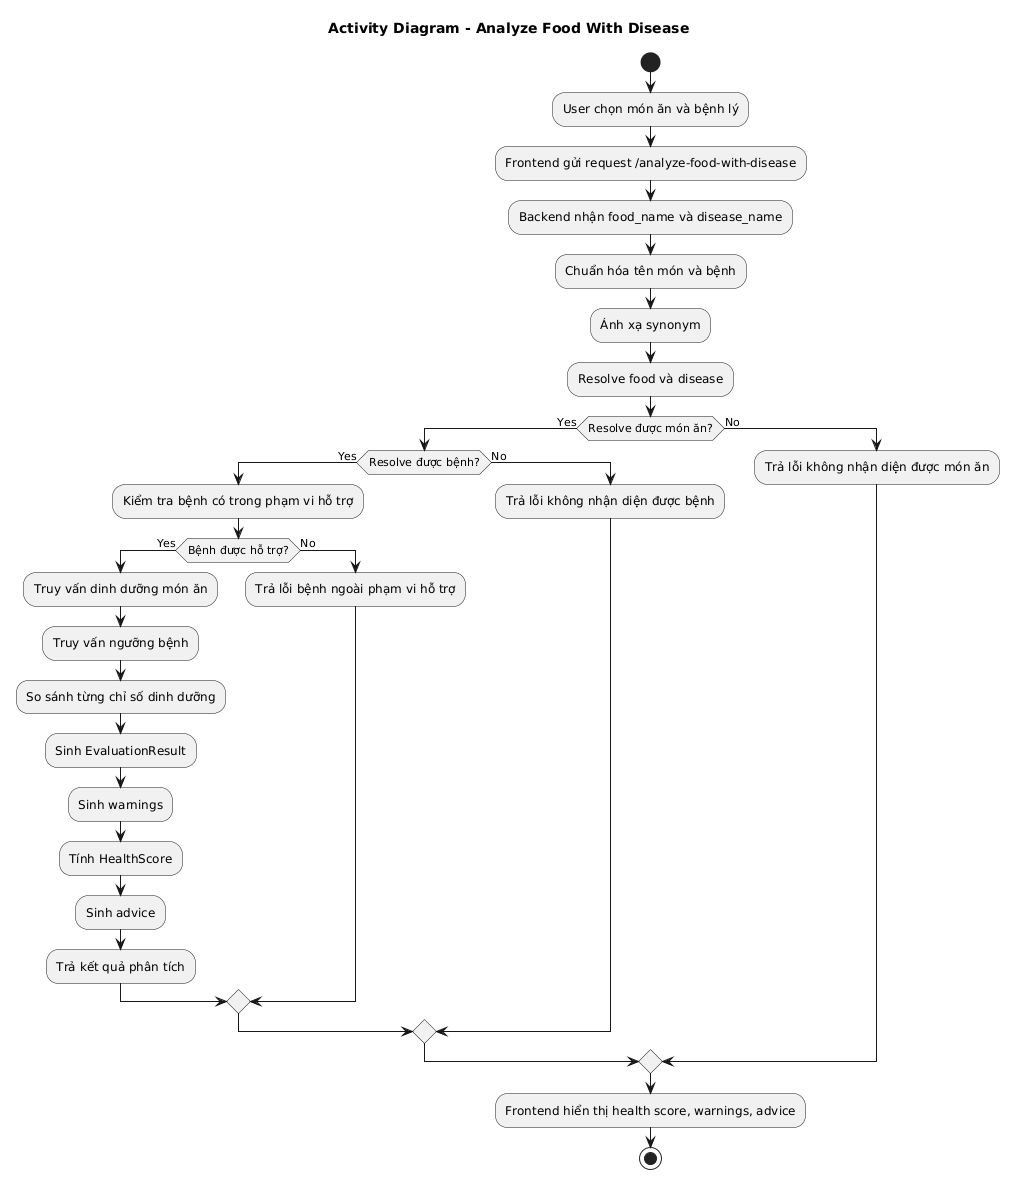 Activity Diagram - Analyze Food With Disease
User chọn món ăn và bệnh lý
Frontend gửi request /analyze-food-with-disease
Backend nhận food_name và disease_name
Chuẩn hóa tên món và bệnh
Ánh xạ synonym
Resolve food và disease
Yes
Resolve được món ăn?
No
Yes
Resolve được bệnh?
No
Trả lỗi không nhận diện được món ăn
Kiểm tra bệnh có trong phạm vi hỗ trợ
Trả lỗi không nhận diện được bệnh
Yes
Bệnh được hỗ trợ?
No
Truy vấn dinh dưỡng món ăn
Trả lỗi bệnh ngoài phạm vi hỗ trợ
Truy vấn ngưỡng bệnh
So sánh từng chỉ số dinh dưỡng
Sinh EvaluationResult
Sinh warnings
Tính HealthScore
Sinh advice
Trả kết quả phân tích
Frontend hiển thị health score, warnings, advice